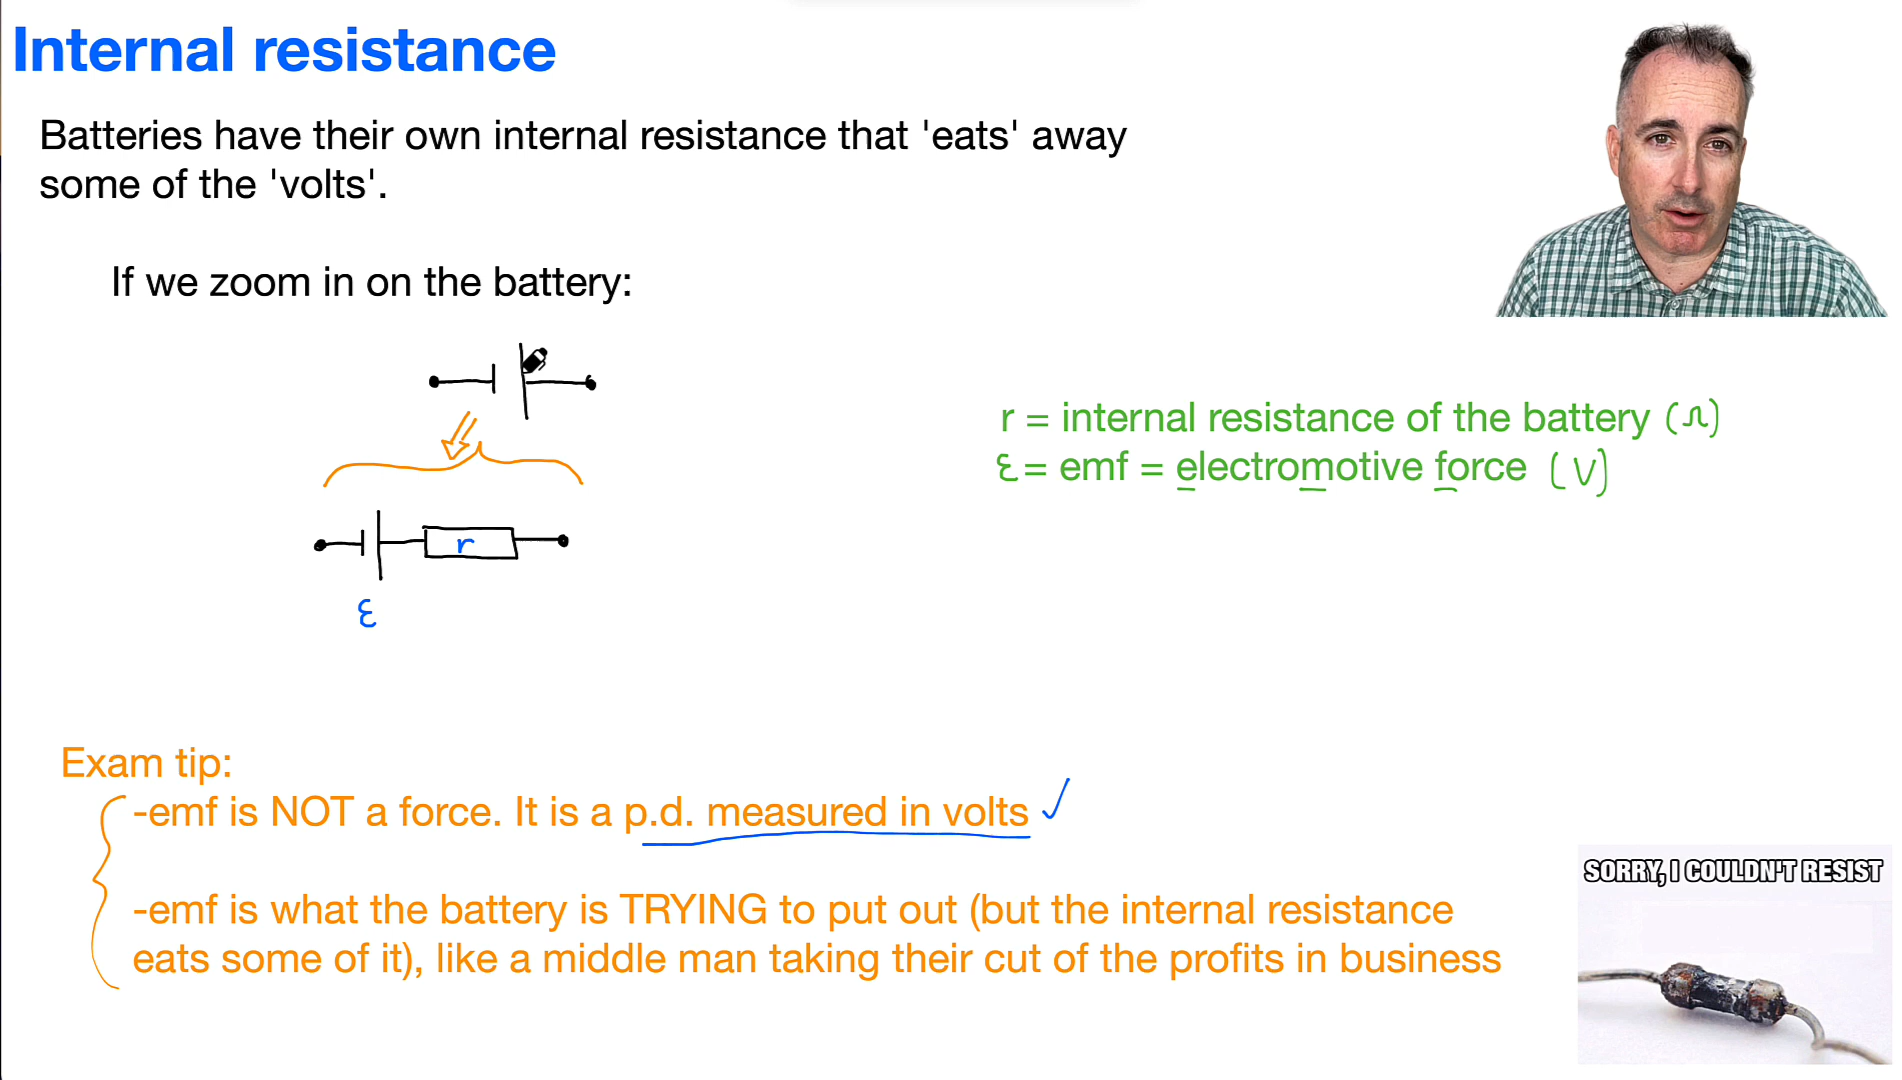 Internal resistance
Batteries have their own internal resistance that 'eats' away
some of the 'volts'.
If we zoom in on the battery:
r = internal resistance of the battery (Ω)
ε = emf = electromotive force (V)
r
ε
Exam tip:
-emf is NOT a force. It is a p.d. measured in volts
-emf is what the battery is TRYING to put out (but the internal resistance
eats some of it), like a middle man taking their cut of the profits in business
SORRY, I COULDN'T RESIST